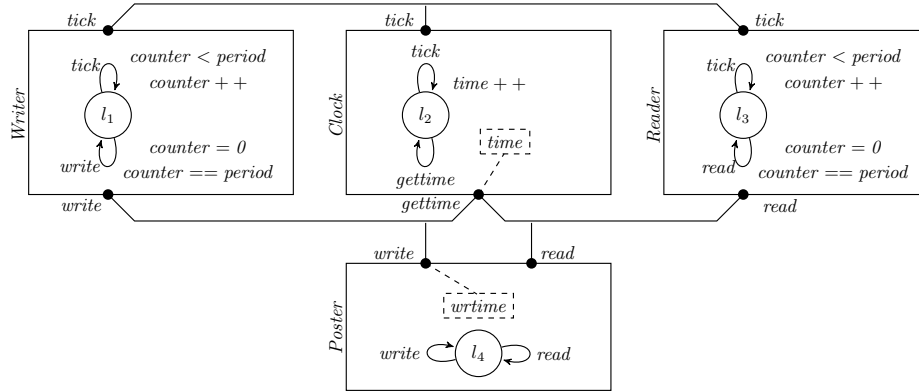 tick
tick
tick
Writer
tick
counter < period
counter + +
l1
counter = 0
write
counter == period
write
Clock
tick
time + +
l2
time
gettime
gettime
Reader
tick
counter < period
counter + +
l3
counter = 0
read
counter == period
read
write
read
Poster
wrtime
write
l4
read